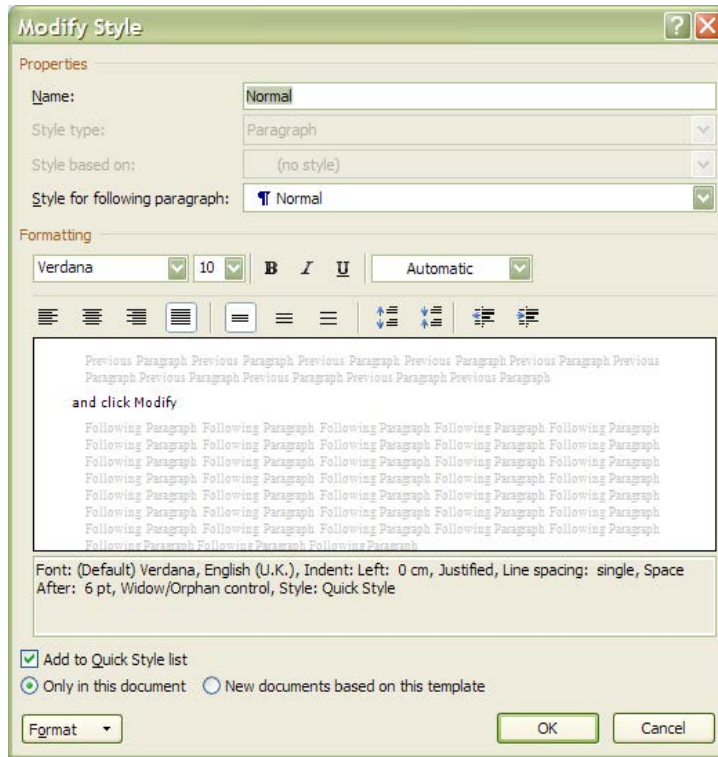 Modify Style
Properties
Name: Normal
Style type: Paragraph
Style based on: (no style)
Style for following paragraph: ¶ Normal
Formatting
Verdana 10 B I U Automatic
Previous Paragraph Previous Paragraph Previous Paragraph Previous Paragraph Previous Paragraph Previous
Paragraph Previous Paragraph Previous Paragraph Previous Paragraph Previous Paragraph
and click Modify
Following Paragraph Following Paragraph Following Paragraph Following Paragraph Following Paragraph
Following Paragraph Following Paragraph Following Paragraph Following Paragraph Following Paragraph
Following Paragraph Following Paragraph Following Paragraph Following Paragraph Following Paragraph
Following Paragraph Following Paragraph Following Paragraph Following Paragraph Following Paragraph
Following Paragraph Following Paragraph Following Paragraph Following Paragraph Following Paragraph
Following Paragraph Following Paragraph Following Paragraph Following Paragraph Following Paragraph
Following Paragraph Following Paragraph Following Paragraph Following Paragraph Following Paragraph
Following Paragraph Following Paragraph Following Paragraph
Font: (Default) Verdana, English (U.K.), Indent: Left: 0 cm, Justified, Line spacing: single, Space
After: 6 pt, Widow/Orphan control, Style: Quick Style
Add to Quick Style list
Only in this document New documents based on this template
Format OK Cancel